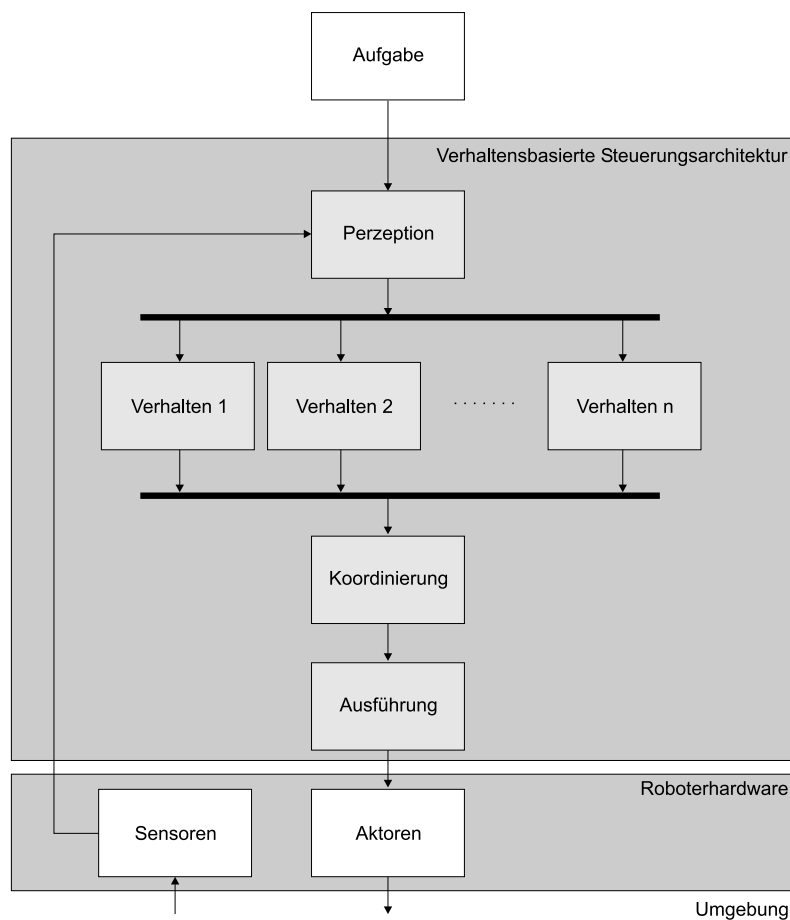 Aufgabe
Verhaltensbasierte Steuerungsarchitektur
Perzeption
Verhalten 1
Verhalten 2
. . . . . . .
Verhalten n
Koordinierung
Ausführung
Roboterhardware
Sensoren
Aktoren
Umgebung